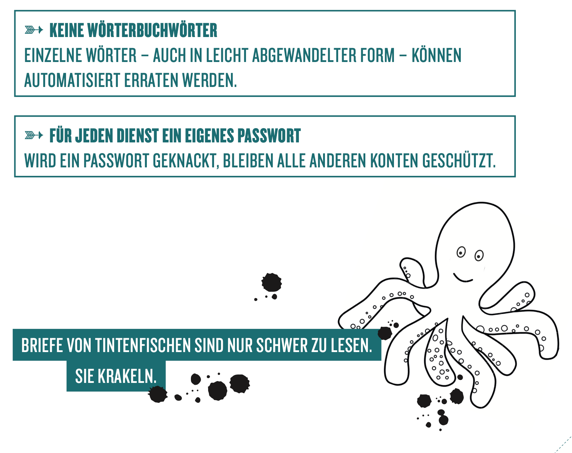 KEINE WÖRTERBUCHWÖRTER
EINZELNE WÖRTER – AUCH IN LEICHT ABGEWANDELTER FORM – KÖNNEN
AUTOMATISIERT ERRATEN WERDEN.
FÜR JEDEN DIENST EIN EIGENES PASSWORT
WIRD EIN PASSWORT GEKNACKT, BLEIBEN ALLE ANDEREN KONTEN GESCHÜTZT.
BRIEFE VON TINTENFISCHEN SIND NUR SCHWER ZU LESEN.
SIE KRAKELN.